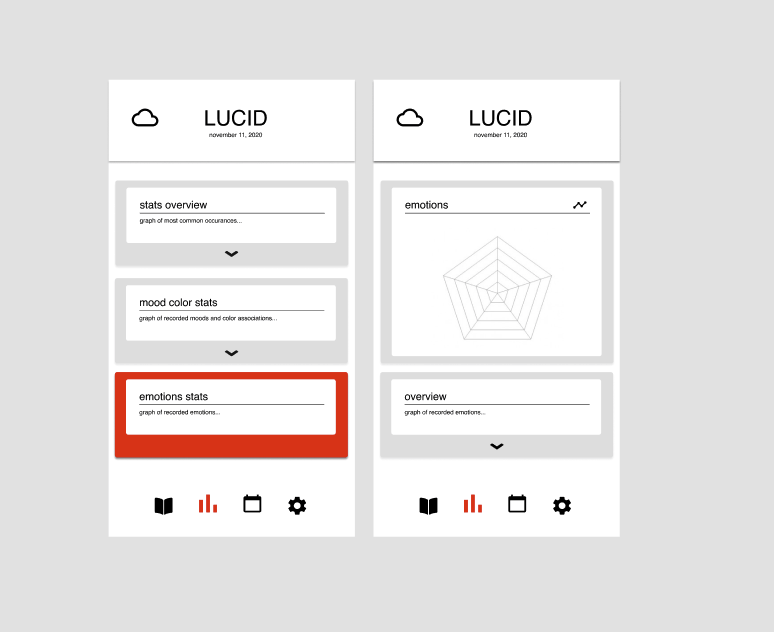 LUCID
november 11, 2020
stats overview
graph of most common occurances...
mood color stats
graph of recorded moods and color associations...
emotions stats
graph of recorded emotions...
LUCID
november 11, 2020
emotions
overview
graph of recorded emotions...